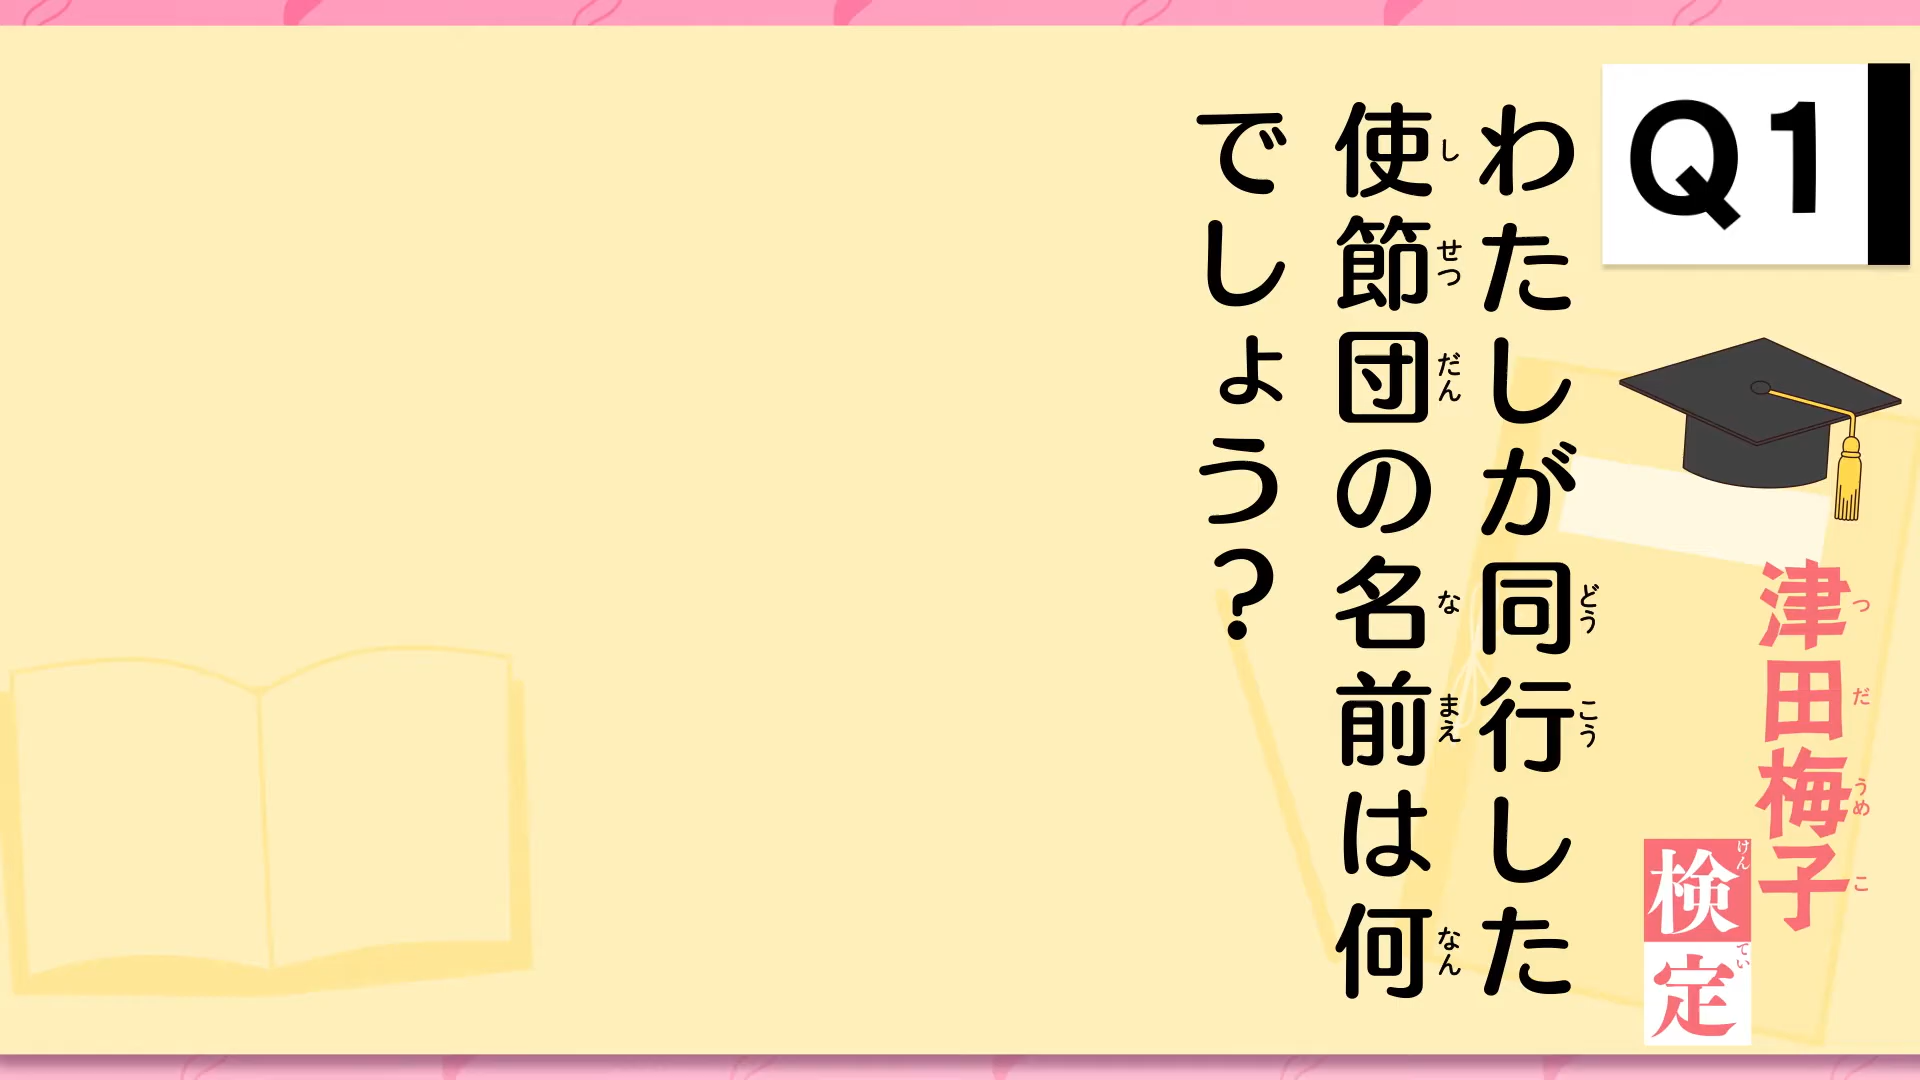 Q1
わたしが同行した
使節団の名前は何
でしょう?
津田梅子
検定